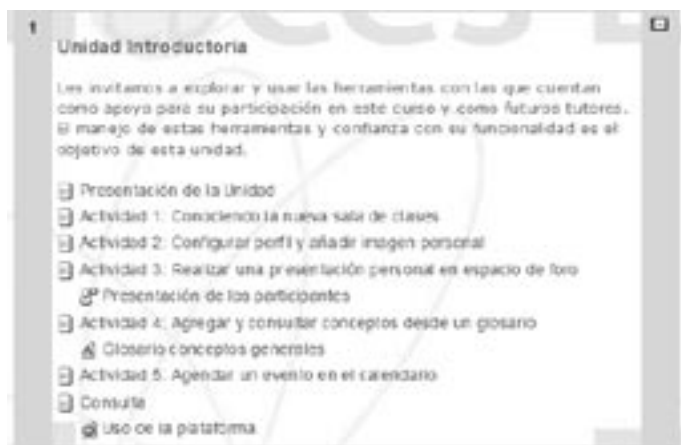 1
Unidad Introductoria
Les invitamos a explorar y usar las herramientas con las que cuentan
como apoyo para su participación en este curso y como futuros tutores.
El manejo de estas herramientas y confianza con su funcionalidad es el
objetivo de esta unidad.
Presentación de la Unidad
Actividad 1: Conociendo la nueva sala de clases
Actividad 2: Configurar perfil y añadir imagen personal
Actividad 3: Realizar una presentación personal en espacio de foro
Presentación de los participantes
Actividad 4: Agregar y consultar conceptos desde un glosario
Glosario conceptos generales
Actividad 5: Agendar un evento en el calendario
Consulta
Uso de la plataforma